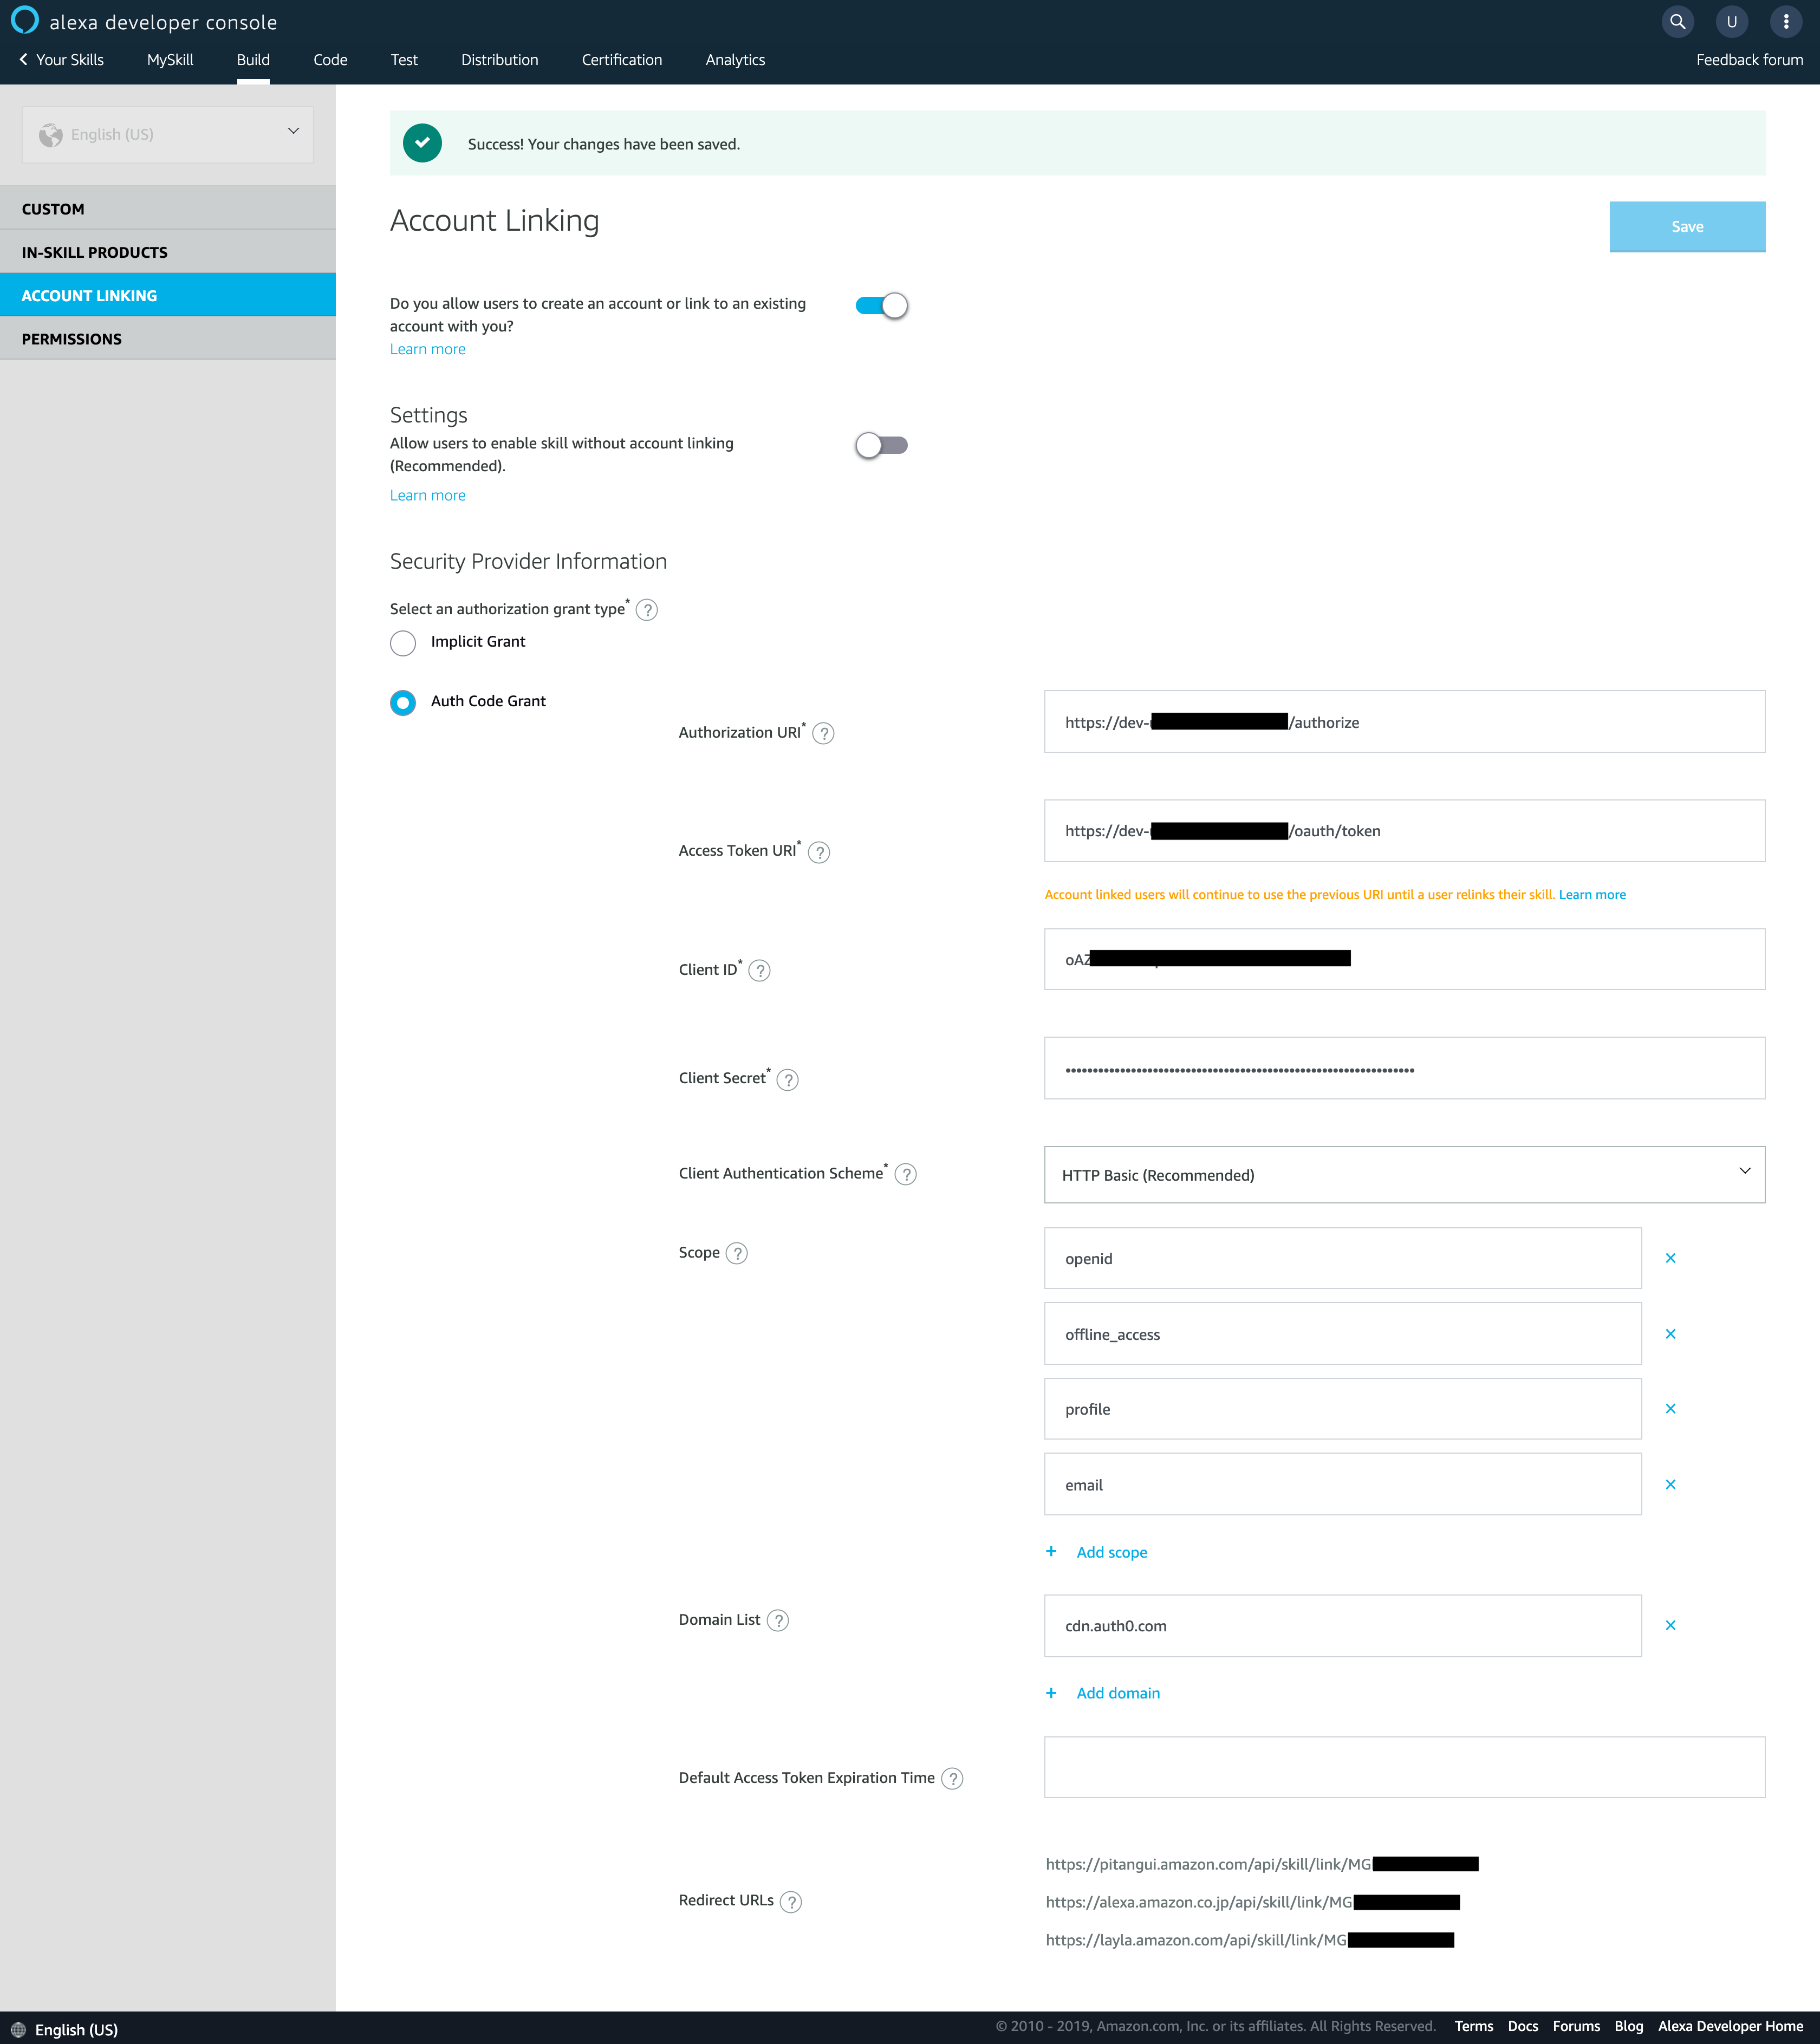 alexa developer console
U
Your Skills MySkill Build Code Test Distribution Certification Analytics Feedback forum
English (US)
Success! Your changes have been saved.
CUSTOM
IN-SKILL PRODUCTS
ACCOUNT LINKING
PERMISSIONS
Account Linking
Save
Do you allow users to create an account or link to an existing
account with you?
Learn more
Settings
Allow users to enable skill without account linking
(Recommended).
Learn more
Security Provider Information
Select an authorization grant type* ?
Implicit Grant
Auth Code Grant
Authorization URI* ?
https://dev- /authorize
Access Token URI* ?
https://dev- /oauth/token
Account linked users will continue to use the previous URI until a user relinks their skill. Learn more
Client ID* ?
oAZ
Client Secret* ?
Client Authentication Scheme* ?
HTTP Basic (Recommended)
Scope ?
openid
offline_access
profile
email
+ Add scope
Domain List ?
cdn.auth0.com
+ Add domain
Default Access Token Expiration Time ?
Redirect URLs ?
https://pitangui.amazon.com/api/skill/link/MG
https://alexa.amazon.co.jp/api/skill/link/MG
https://layla.amazon.com/api/skill/link/MG
English (US)
© 2010 - 2019, Amazon.com, Inc. or its affiliates. All Rights Reserved. Terms Docs Forums Blog Alexa Developer Home